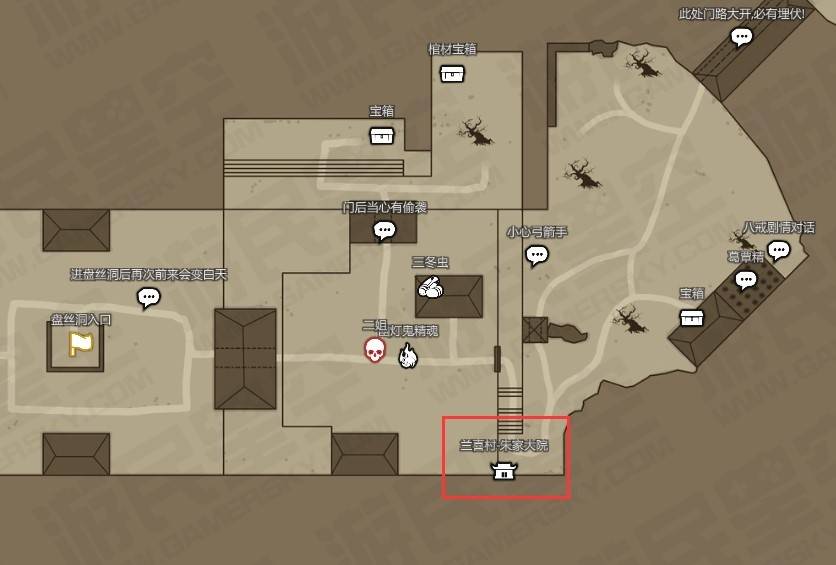 此处门路大开,必有埋伏!
棺材宝箱
宝箱
门后当心有偷袭
小心弓箭手
八戒剧情对话
葛蕈精
进盘丝洞后再次前来会变白天
三冬虫
宝箱
盘丝洞入口
二姐
灯鬼精魂
兰喜村-朱家大院
WWW.GAMERSKY.COM